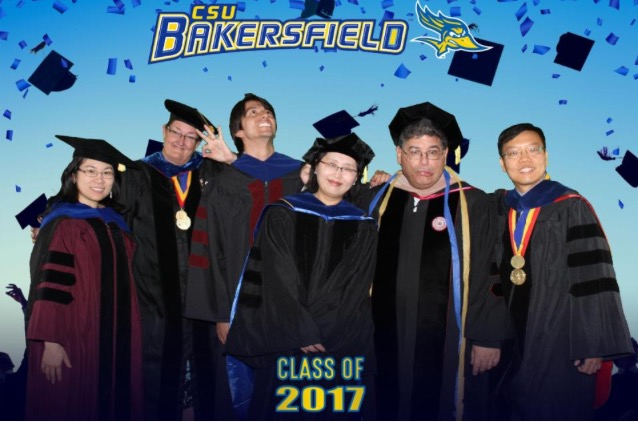 CSU
BAKERSFIELD
CLASS OF
2017